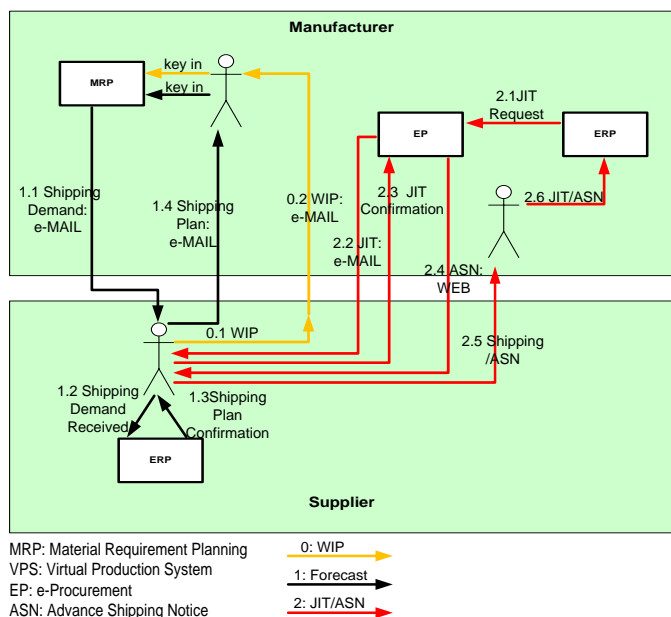 Manufacturer
key in
key in
MRP
2.1JIT
Request
EP
ERP
1.1 Shipping
Demand:
e-MAIL
1.4 Shipping
Plan:
e-MAIL
0.2 WIP:
e-MAIL
2.3 JIT
Confirmation
2.6 JIT/ASN
2.2 JIT:
e-MAIL
2.4 ASN:
WEB
0.1 WIP
2.5 Shipping
/ASN
1.2 Shipping
Demand
Received
1.3Shipping
Plan
Confirmation
ERP
Supplier
MRP: Material Requirement Planning
VPS: Virtual Production System
EP: e-Procurement
ASN: Advance Shipping Notice
0: WIP
1: Forecast
2: JIT/ASN